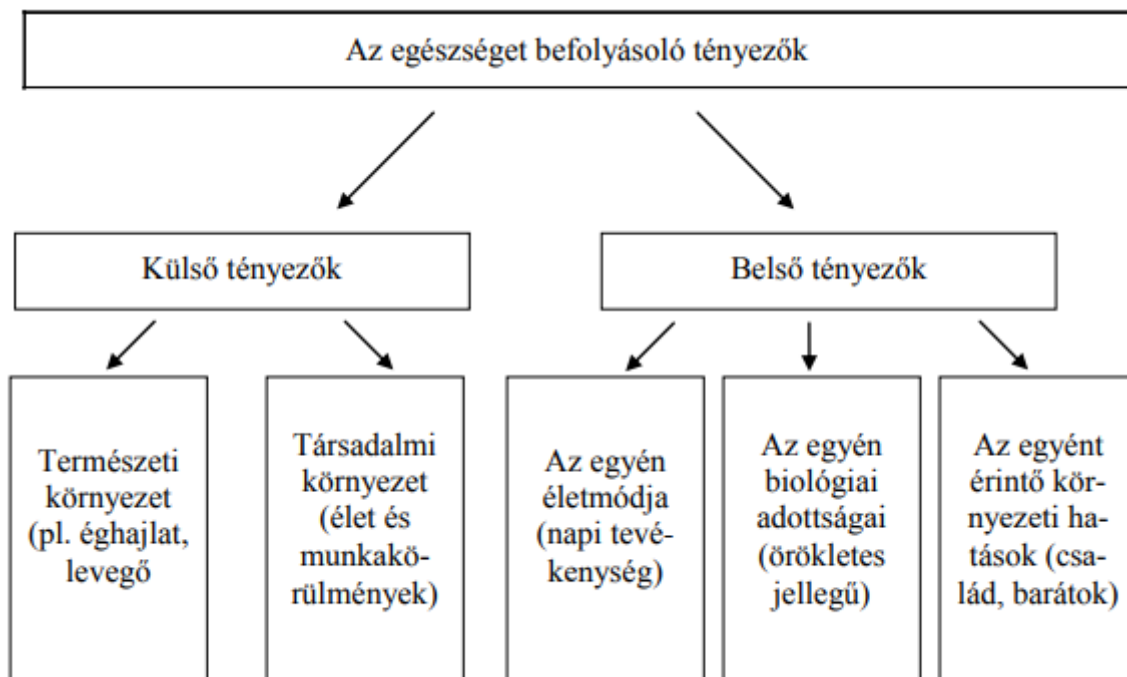 Az egészséget befolyásoló tényezők
Külső tényezők
Belső tényezők
Természeti
környezet
(pl. éghajlat,
levegő
Társadalmi
környezet
(élet és
munkakö-
rülmények)
Az egyén
életmódja
(napi tevé-
kenység)
Az egyén
biológiai
adottságai
(örökletes
jellegű)
Az egyént
érintő kör-
nyezeti ha-
tások (csa-
lád, barátok)